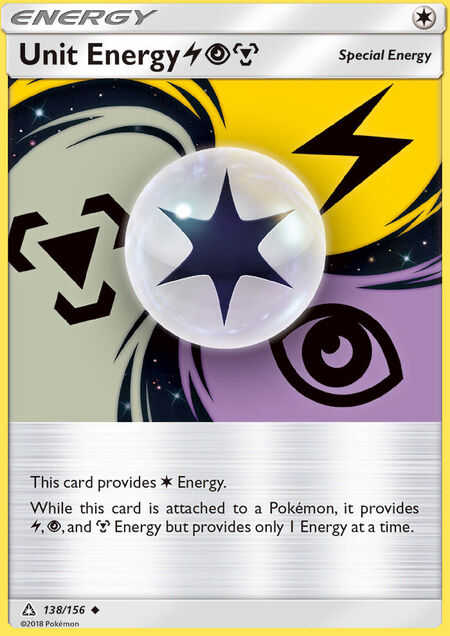 ENERGY
Unit Energy
Special Energy
This card provides Energy.
While this card is attached to a Pokémon, it provides
, , and Energy but provides only 1 Energy at a time.
138/156
©2018 Pokémon